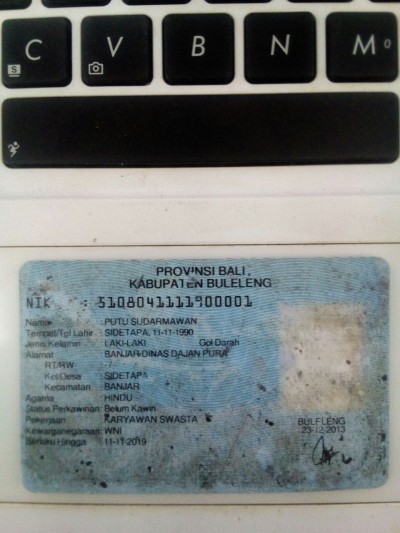 C V B N M
S
PROVINSI BALI
KABUPATEN BULELENG
NIK : 5108041111900001
Nama : PUTU SUDARMAWAN
Tempat/Tgl Lahir : SIDETAPA, 11-11-1990
Jenis Kelamin : LAKI-LAKI Gol Darah
Alamat : BANJAR DINAS DAJAN PURA
RT/RW : -/-
Kel/Desa : SIDETAPA
Kecamatan : BANJAR
Agama : HINDU
Status Perkawinan : Belum Kawin
Pekerjaan : KARYAWAN SWASTA
Kewarganegaraan : WNI
Berlaku Hingga : 11-11-2019
BULELENG
23-12-2013